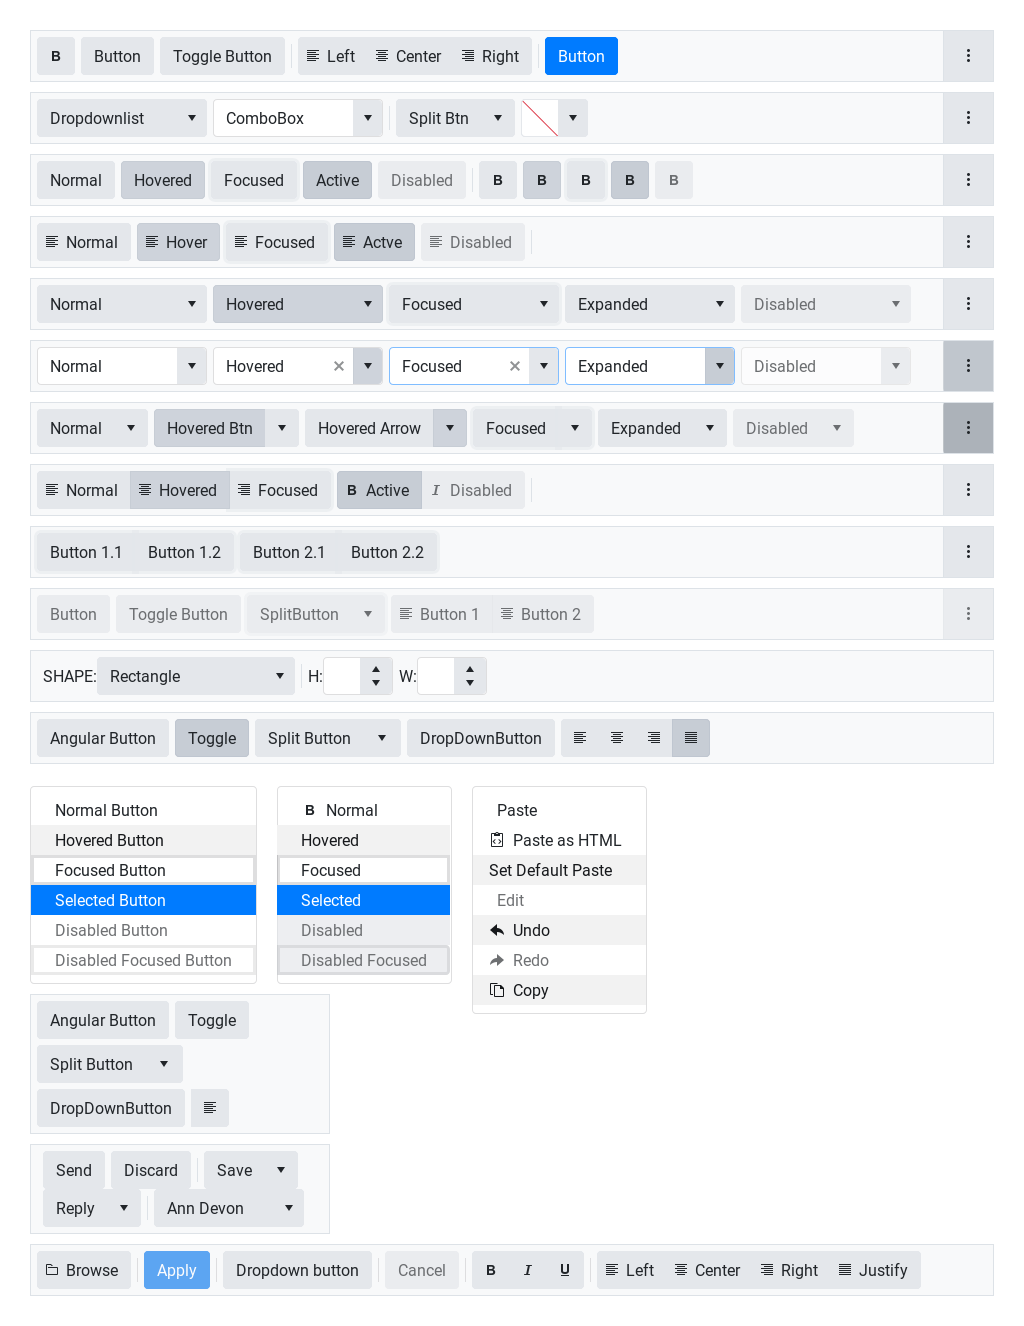 B Button Toggle Button Left Center Right Button
Dropdownlist ComboBox Split Btn
Normal Hovered Focused Active Disabled B B B B B
Normal Hover Focused Actve Disabled
Normal Hovered Focused Expanded Disabled
Normal Hovered Focused Expanded Disabled
Normal Hovered Btn Hovered Arrow Focused Expanded Disabled
Normal Hovered Focused B Active I Disabled
Button 1.1 Button 1.2 Button 2.1 Button 2.2
Button Toggle Button SplitButton Button 1 Button 2
SHAPE: Rectangle H: W:
Angular Button Toggle Split Button DropDownButton
Normal Button
Hovered Button
Focused Button
Selected Button
Disabled Button
Disabled Focused Button
B Normal
Hovered
Focused
Selected
Disabled
Disabled Focused
Paste
Paste as HTML
Set Default Paste
Edit
Undo
Redo
Copy
Angular Button Toggle
Split Button
DropDownButton
Send Discard Save
Reply Ann Devon
Browse Apply Dropdown button Cancel B I U Left Center Right Justify